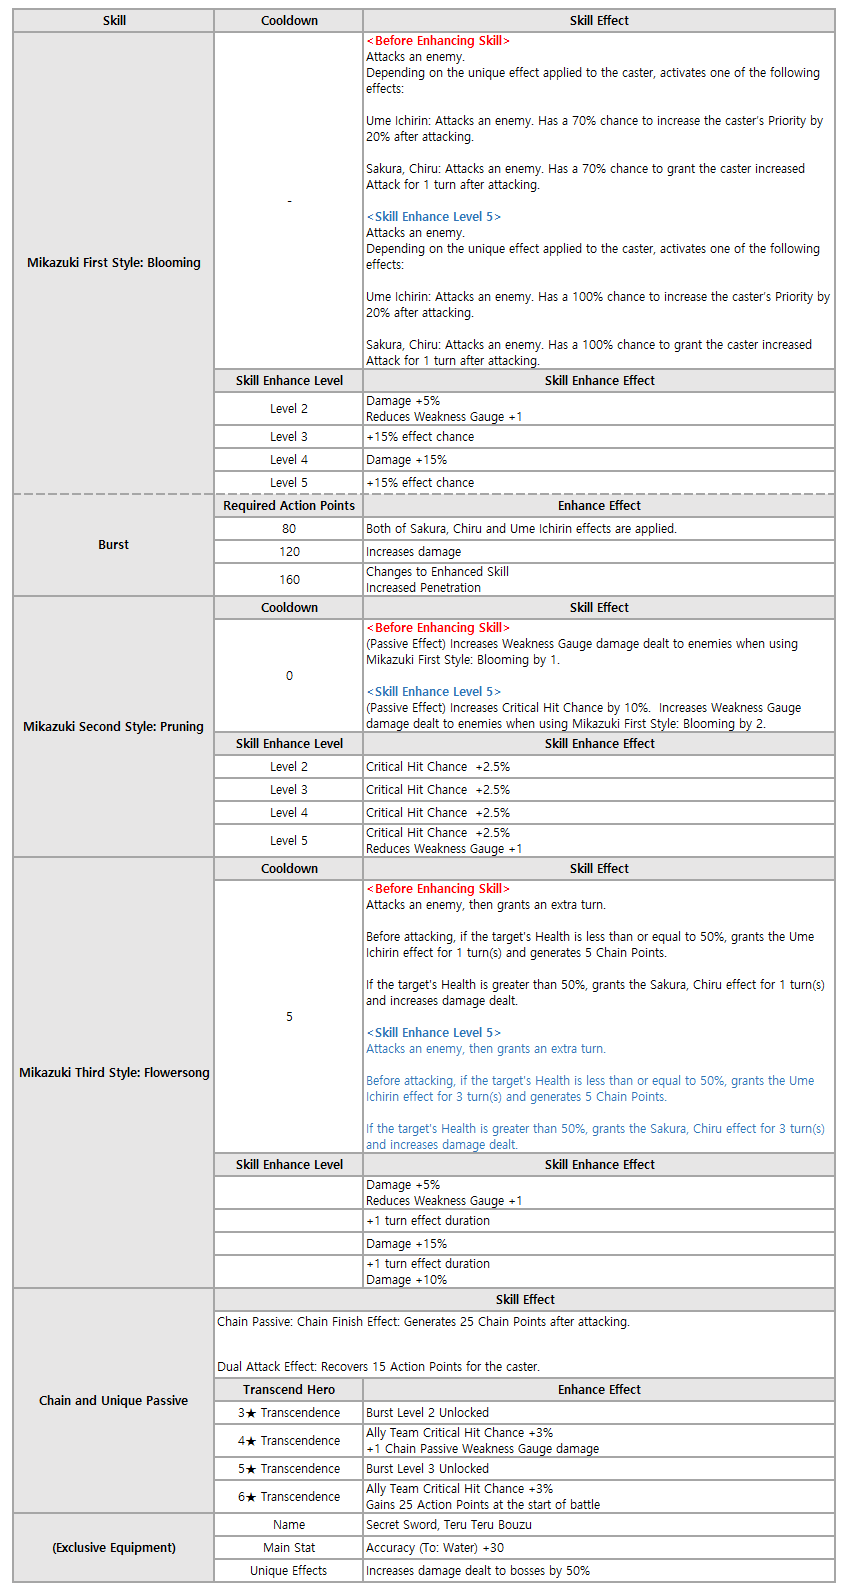 Skill Cooldown Skill Effect
<Before Enhancing Skill>
Attacks an enemy.
Depending on the unique effect applied to the caster, activates one of the following
effects:
Ume Ichirin: Attacks an enemy. Has a 70% chance to increase the caster's Priority by
20% after attacking.
Sakura, Chiru: Attacks an enemy. Has a 70% chance to grant the caster increased
Attack for 1 turn after attacking.
-
<Skill Enhance Level 5>
Attacks an enemy.
Depending on the unique effect applied to the caster, activates one of the following
effects:
Mikazuki First Style: Blooming
Ume Ichirin: Attacks an enemy. Has a 100% chance to increase the caster's Priority by
20% after attacking.
Sakura, Chiru: Attacks an enemy. Has a 100% chance to grant the caster increased
Attack for 1 turn after attacking.
Skill Enhance Level Skill Enhance Effect
Level 2 Damage +5%
Reduces Weakness Gauge +1
Level 3 +15% effect chance
Level 4 Damage +15%
Level 5 +15% effect chance
Burst
Required Action Points Enhance Effect
80 Both of Sakura, Chiru and Ume Ichirin effects are applied.
120 Increases damage
160 Changes to Enhanced Skill
Increased Penetration
Mikazuki Second Style: Pruning
Cooldown Skill Effect
0
<Before Enhancing Skill>
(Passive Effect) Increases Weakness Gauge damage dealt to enemies when using
Mikazuki First Style: Blooming by 1.
<Skill Enhance Level 5>
(Passive Effect) Increases Critical Hit Chance by 10%.  Increases Weakness Gauge
damage dealt to enemies when using Mikazuki First Style: Blooming by 2.
Skill Enhance Level Skill Enhance Effect
Level 2 Critical Hit Chance  +2.5%
Level 3 Critical Hit Chance  +2.5%
Level 4 Critical Hit Chance  +2.5%
Level 5 Critical Hit Chance  +2.5%
Reduces Weakness Gauge +1
Mikazuki Third Style: Flowersong
Cooldown Skill Effect
5
<Before Enhancing Skill>
Attacks an enemy, then grants an extra turn.
Before attacking, if the target's Health is less than or equal to 50%, grants the Ume
Ichirin effect for 1 turn(s) and generates 5 Chain Points.
If the target's Health is greater than 50%, grants the Sakura, Chiru effect for 1 turn(s)
and increases damage dealt.
<Skill Enhance Level 5>
Attacks an enemy, then grants an extra turn.
Before attacking, if the target's Health is less than or equal to 50%, grants the Ume
Ichirin effect for 3 turn(s) and generates 5 Chain Points.
If the target's Health is greater than 50%, grants the Sakura, Chiru effect for 3 turn(s)
and increases damage dealt.
Skill Enhance Level Skill Enhance Effect
Damage +5%
Reduces Weakness Gauge +1
+1 turn effect duration
Damage +15%
+1 turn effect duration
Damage +10%
Chain and Unique Passive
Skill Effect
Chain Passive: Chain Finish Effect: Generates 25 Chain Points after attacking.
Dual Attack Effect: Recovers 15 Action Points for the caster.
Transcend Hero Enhance Effect
3★ Transcendence Burst Level 2 Unlocked
4★ Transcendence Ally Team Critical Hit Chance +3%
+1 Chain Passive Weakness Gauge damage
5★ Transcendence Burst Level 3 Unlocked
6★ Transcendence Ally Team Critical Hit Chance +3%
Gains 25 Action Points at the start of battle
(Exclusive Equipment)
Name Secret Sword, Teru Teru Bouzu
Main Stat Accuracy (To: Water) +30
Unique Effects Increases damage dealt to bosses by 50%